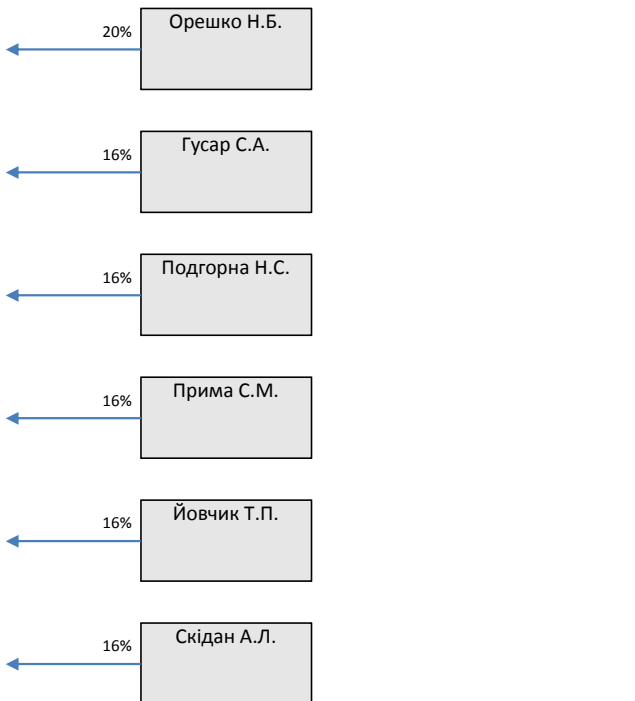 20%
Орешко Н.Б.
16%
Гусар С.А.
16%
Подгорна Н.С.
16%
Прима С.М.
16%
Йовчик Т.П.
16%
Скідан А.Л.